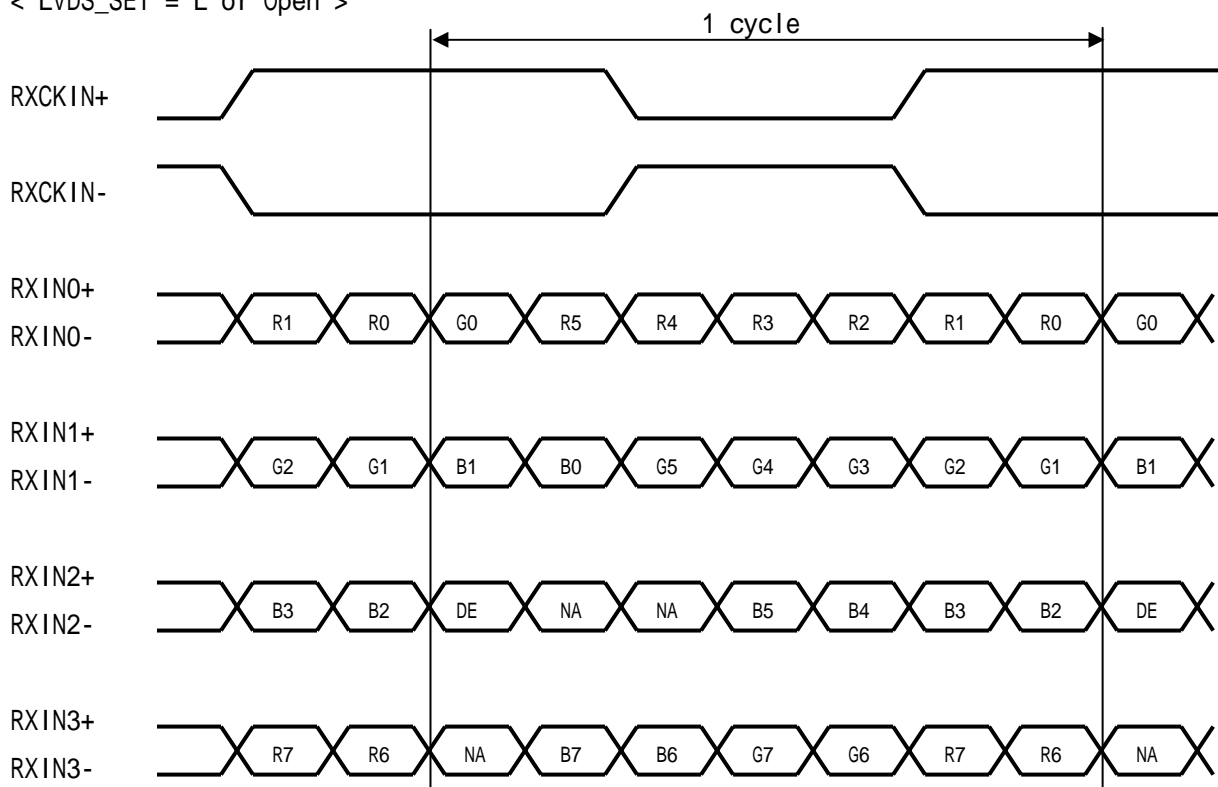 < LVDS_SET = L or Open >
1 cycle
RXCKIN+
RXCKIN-
RXIN0+
R1 R0 G0 R5 R4 R3 R2 R1 R0 G0
RXIN0-
RXIN1+
G2 G1 B1 B0 G5 G4 G3 G2 G1 B1
RXIN1-
RXIN2+
B3 B2 DE NA NA B5 B4 B3 B2 DE
RXIN2-
RXIN3+
R7 R6 NA B7 B6 G7 G6 R7 R6 NA
RXIN3-